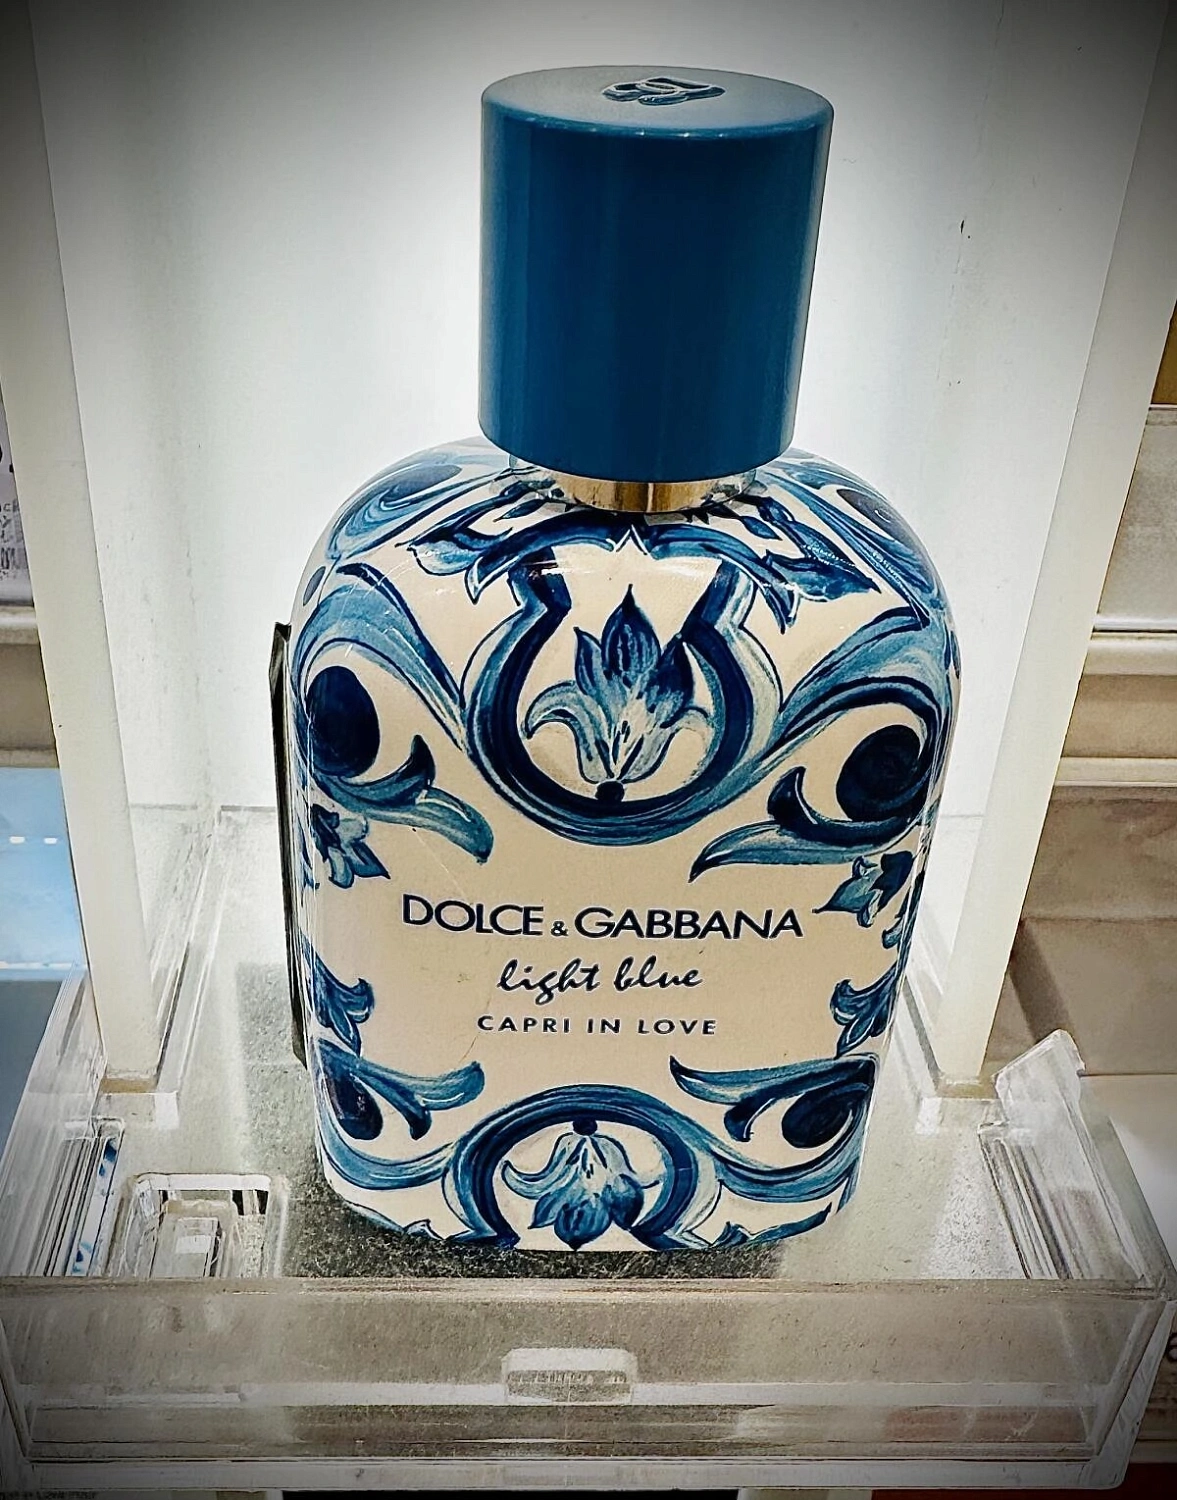 DOLCE & GABBANA
light blue
CAPRI IN LOVE